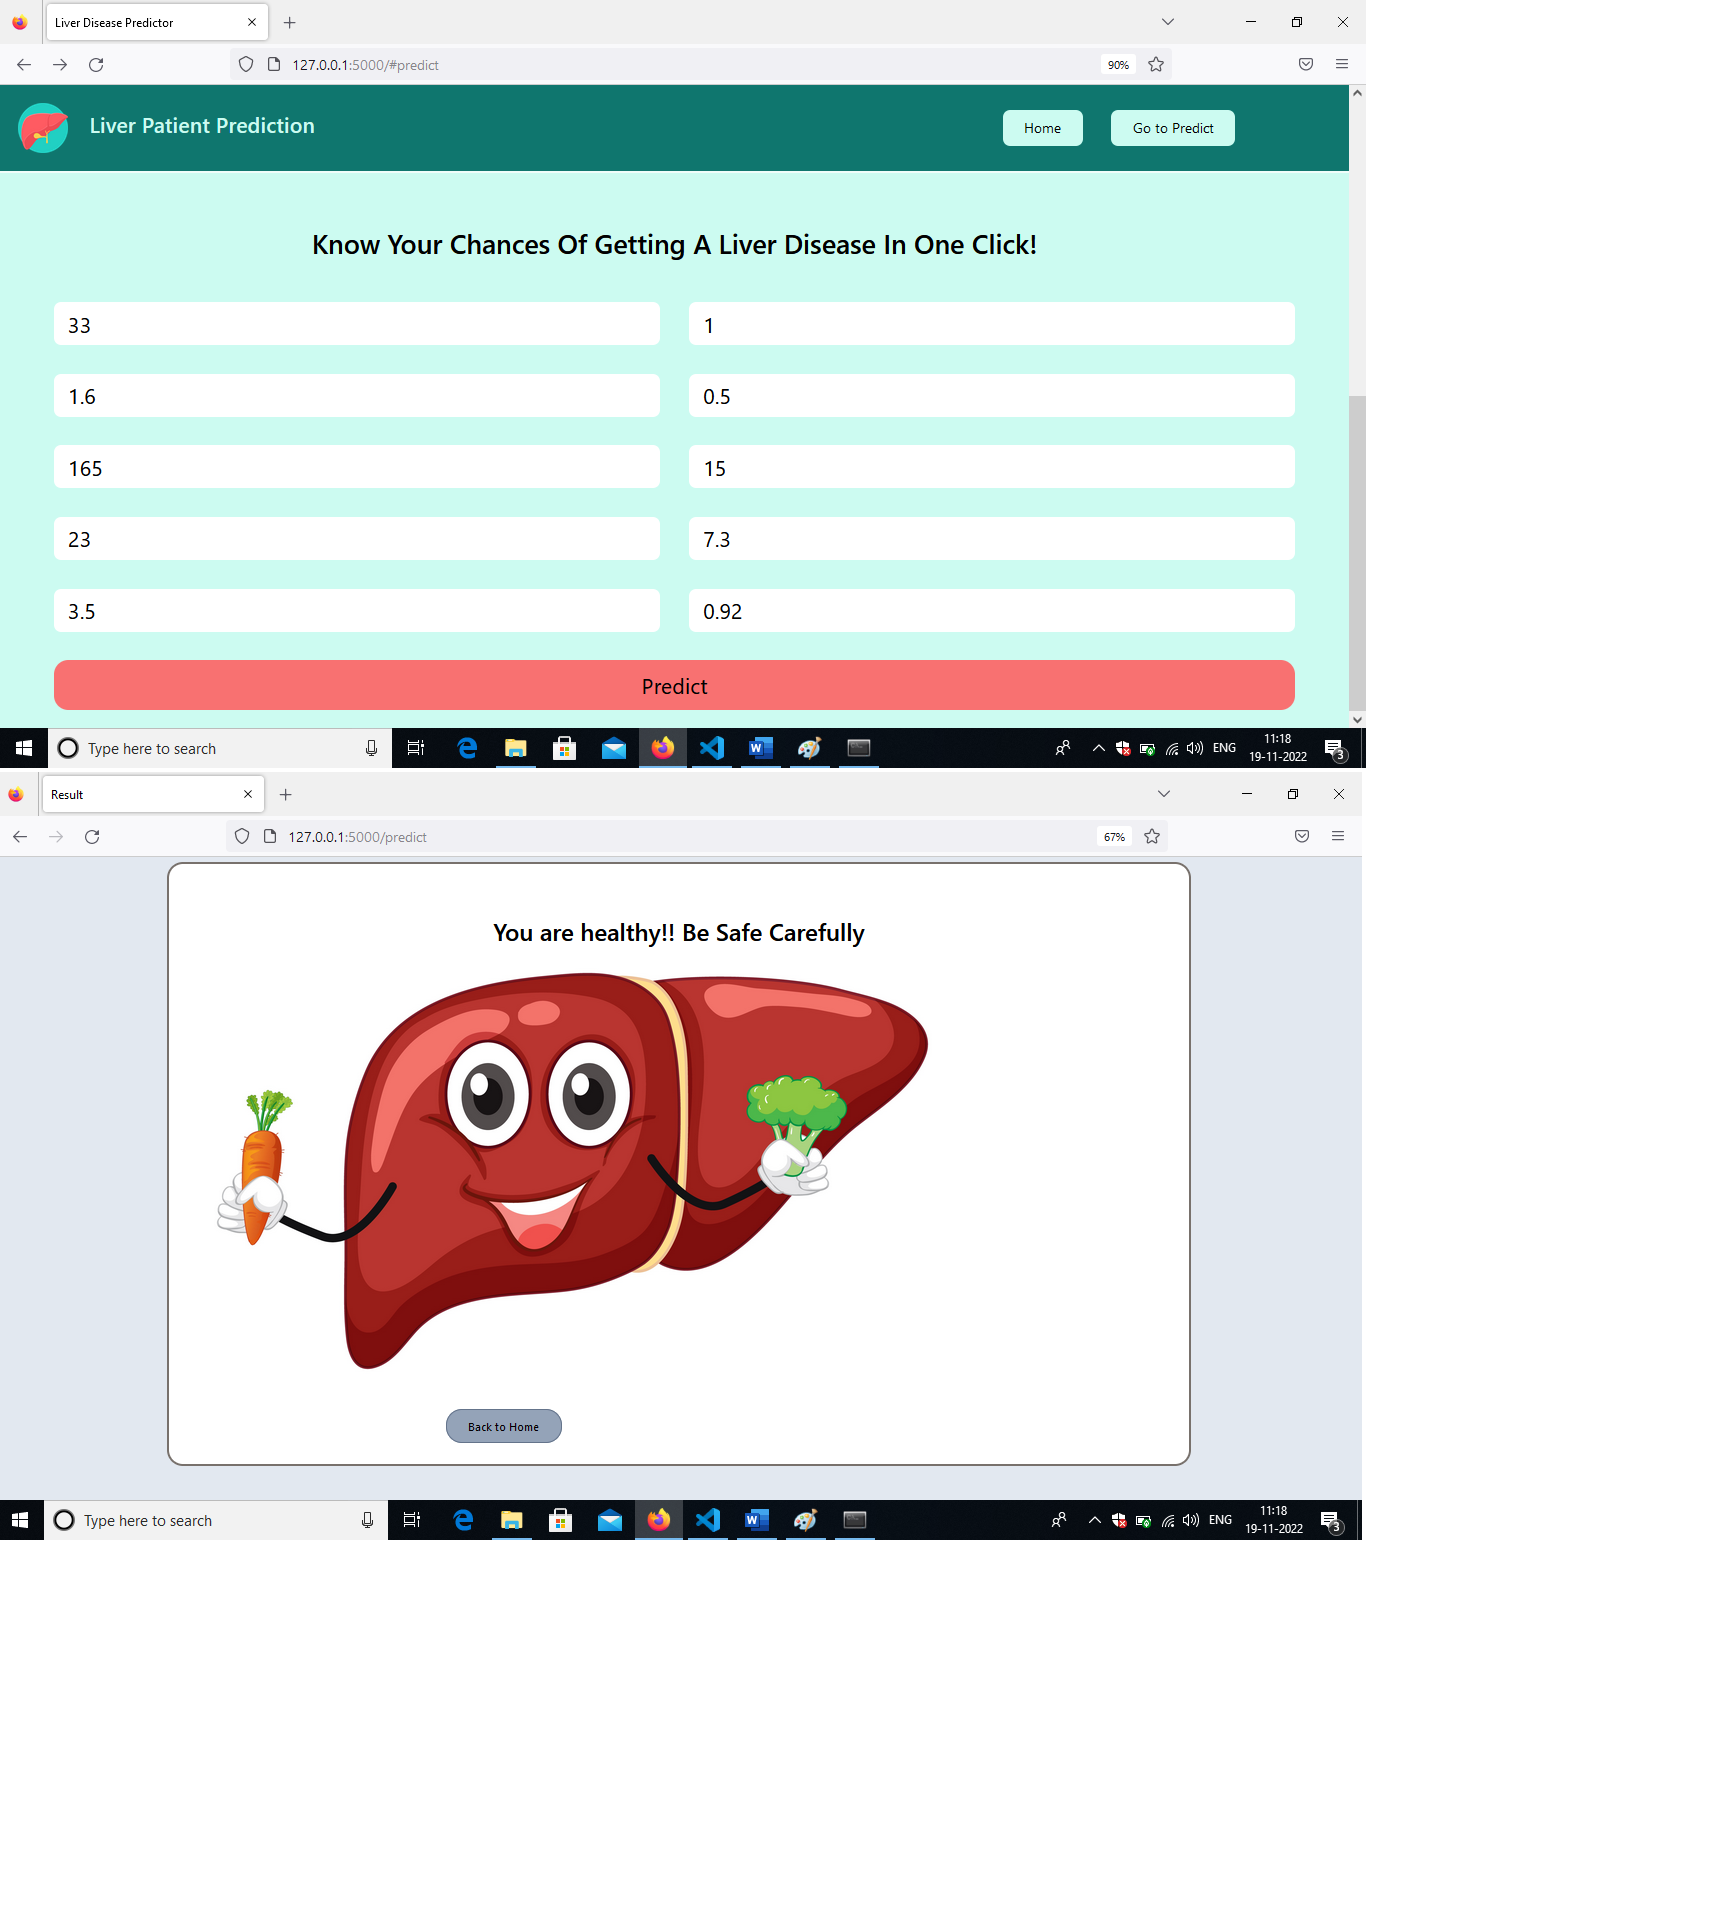 Liver Disease Predictor
127.0.0.1:5000/#predict
90%
Liver Patient Prediction
Home
Go to Predict
Know Your Chances Of Getting A Liver Disease In One Click!
33
1
1.6
0.5
165
15
23
7.3
3.5
0.92
Predict
Type here to search
ENG
11:18
19-11-2022
3
Result
127.0.0.1:5000/predict
67%
You are healthy!! Be Safe Carefully
Back to Home
Type here to search
ENG
11:18
19-11-2022
3